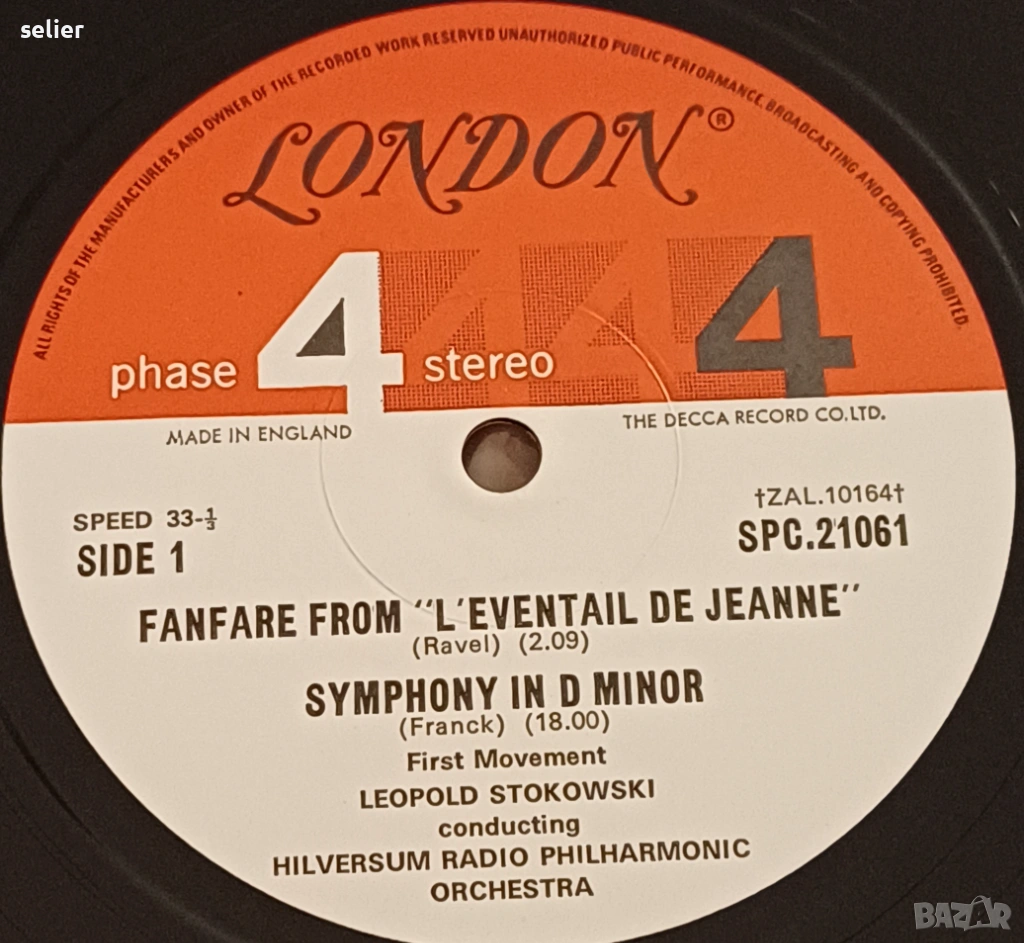 selier
ALL RIGHTS OF THE MANUFACTURERS AND OWNER OF THE RECORDED WORK RESERVED UNAUTHORIZED PUBLIC PERFORMANCE, BROADCASTING AND COPYING PROHIBITED.
LONDON®
phase 4 stereo 4
MADE IN ENGLAND
THE DECCA RECORD CO.LTD.
†ZAL.10164†
SPEED 33-⅓
SPC.21061
SIDE 1
FANFARE FROM "L'EVENTAIL DE JEANNE"
(Ravel) (2.09)
SYMPHONY IN D MINOR
(Franck) (18.00)
First Movement
LEOPOLD STOKOWSKI
conducting
HILVERSUM RADIO PHILHARMONIC
ORCHESTRA
BAZAR